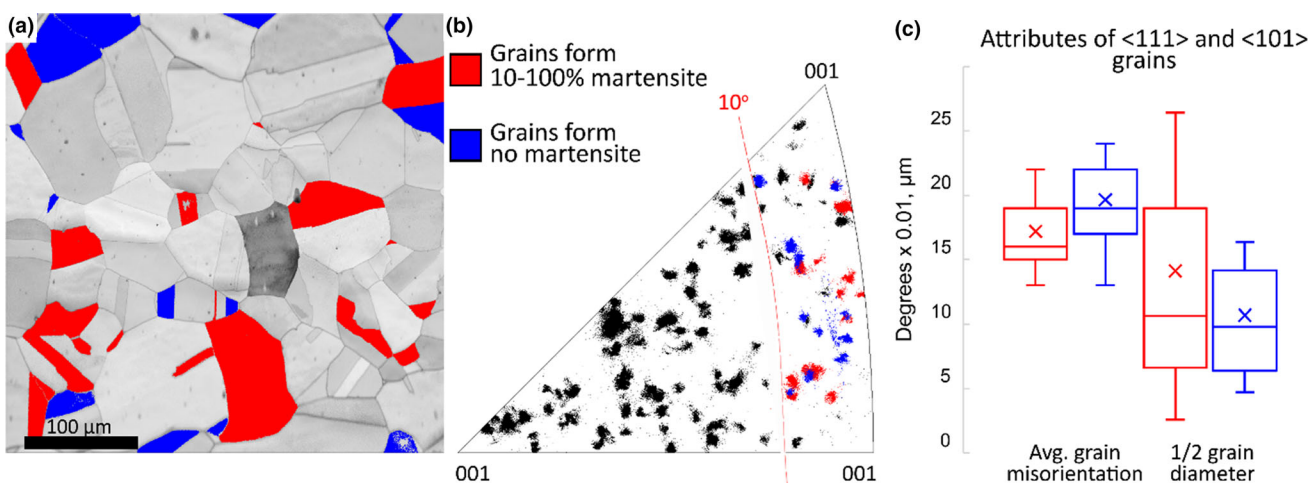 (a)
100 µm
(b)
Grains form
10-100% martensite
Grains form
no martensite
10°
001
001
001
(c)
Attributes of <111> and <101>
grains
Degrees x 0.01, µm
25
20
15
10
5
0
Avg. grain
misorientation
1/2 grain
diameter